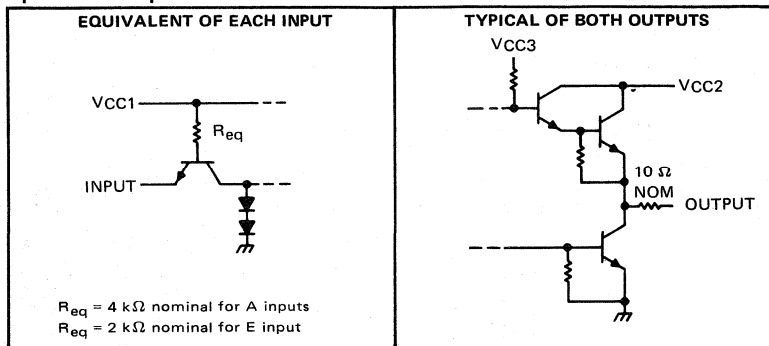 EQUIVALENT OF EACH INPUT
VCC1
Req
INPUT
Req = 4 kΩ nominal for A inputs
Req = 2 kΩ nominal for E input
TYPICAL OF BOTH OUTPUTS
VCC3
VCC2
10 Ω
NOM
OUTPUT